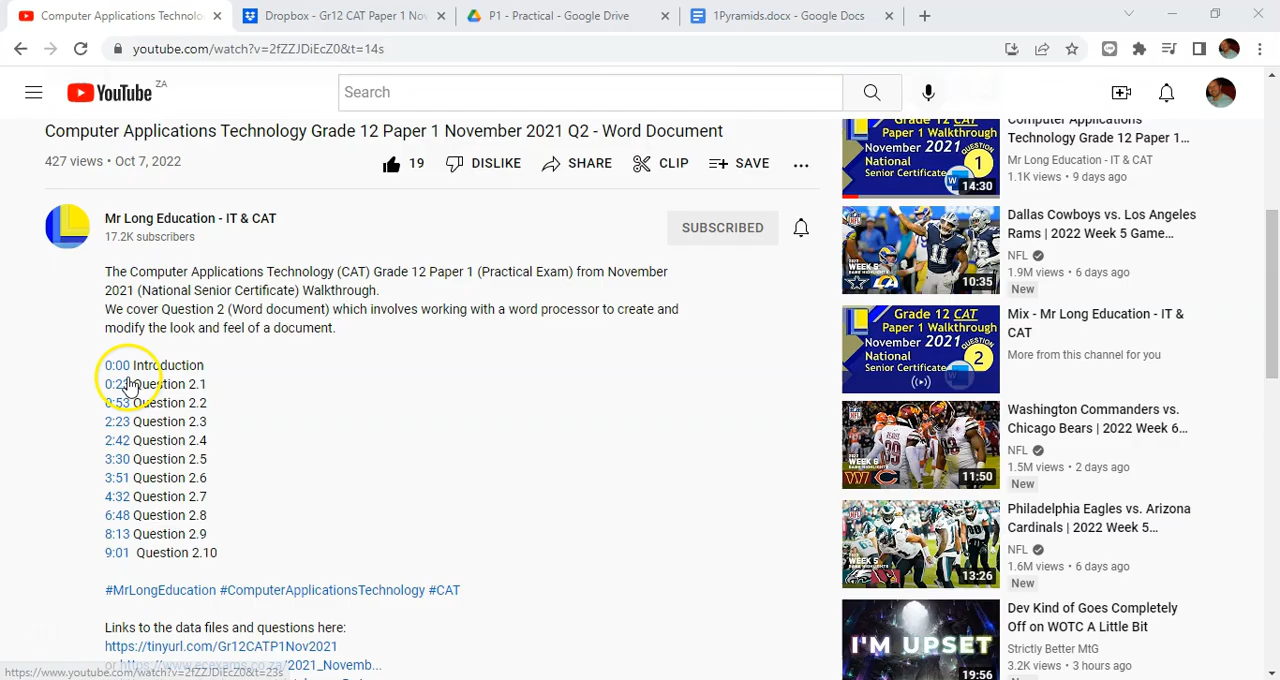 Computer Applications Technolo
Dropbox - Gr12 CAT Paper 1 Nov
P1 - Practical - Google Drive
1Pyramids.docx - Google Docs
youtube.com/watch?v=2fZZJDiEcZ0&t=14s
YouTube ZA
Search
Computer Applications Technology Grade 12 Paper 1 November 2021 Q2 - Word Document
427 views • Oct 7, 2022
19
DISLIKE
SHARE
CLIP
SAVE
Mr Long Education - IT & CAT
17.2K subscribers
SUBSCRIBED
The Computer Applications Technology (CAT) Grade 12 Paper 1 (Practical Exam) from November
2021 (National Senior Certificate) Walkthrough.
We cover Question 2 (Word document) which involves working with a word processor to create and
modify the look and feel of a document.
0:00 Introduction
0:23 Question 2.1
0:53 Question 2.2
2:23 Question 2.3
2:42 Question 2.4
3:30 Question 2.5
3:51 Question 2.6
4:32 Question 2.7
6:48 Question 2.8
8:13 Question 2.9
9:01 Question 2.10
#MrLongEducation #ComputerApplicationsTechnology #CAT
Links to the data files and questions here:
https://tinyurl.com/Gr12CATP1Nov2021
or https://www.ecexams.co.za/2021_Novemb...
https://www.youtube.com/watch?v=2fZZJDiEcZ0&t=23s
Grade 12 CAT
Paper 1 Walkthrough
November 2021
QUESTION
1
National
Senior Certificate
14:30
Computer Applications
Technology Grade 12 Paper 1...
Mr Long Education - IT & CAT
1.1K views • 9 days ago
10:35
Dallas Cowboys vs. Los Angeles
Rams | 2022 Week 5 Game...
NFL
1.9M views • 6 days ago
New
Grade 12 CAT
Paper 1 Walkthrough
November 2021
QUESTION
2
National
Senior Certificate
Mix - Mr Long Education - IT &
CAT
More from this channel for you
11:50
Washington Commanders vs.
Chicago Bears | 2022 Week 6...
NFL
1.5M views • 2 days ago
New
13:26
Philadelphia Eagles vs. Arizona
Cardinals | 2022 Week 5...
NFL
1.6M views • 6 days ago
New
I'M UPSET
19:56
Dev Kind of Goes Completely
Off on WOTC A Little Bit
Strictly Better MtG
3.2K views • 3 hours ago